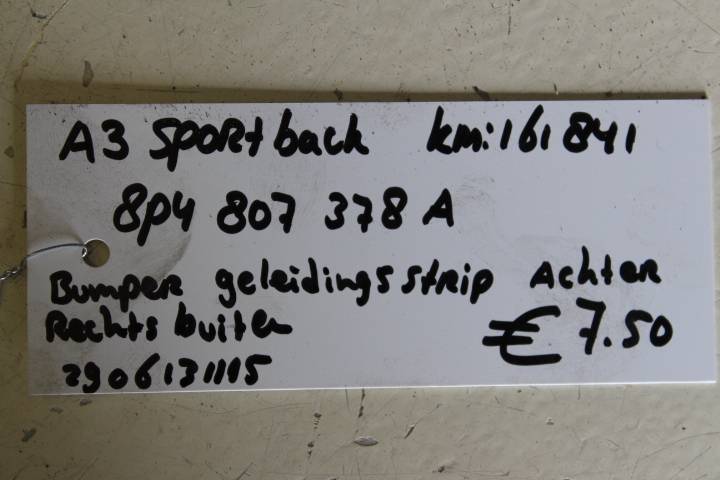 A3 Sportback km:161841
8P4 807 378 A
Bumper geleidingsstrip Achter
Rechts buiten
2906131115 € 7.50